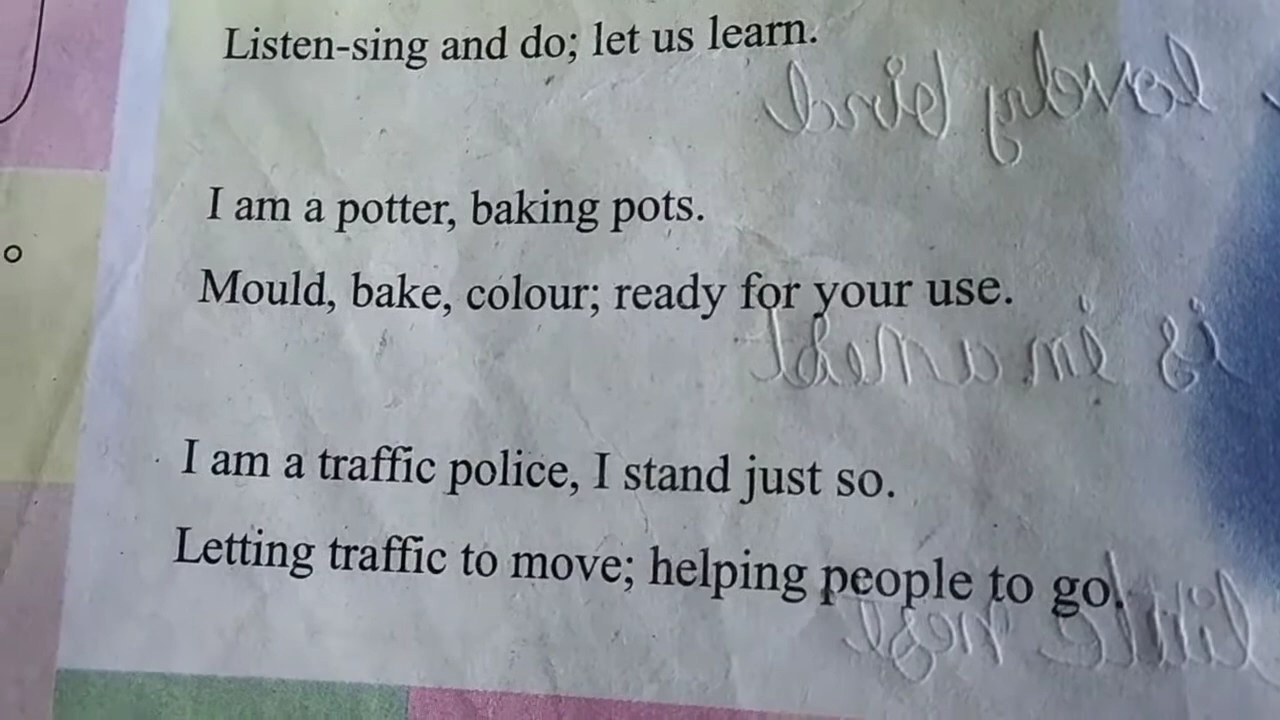 Listen-sing and do; let us learn.
I am a potter, baking pots.
Mould, bake, colour; ready for your use.
I am a traffic police, I stand just so.
Letting traffic to move; helping people to go.